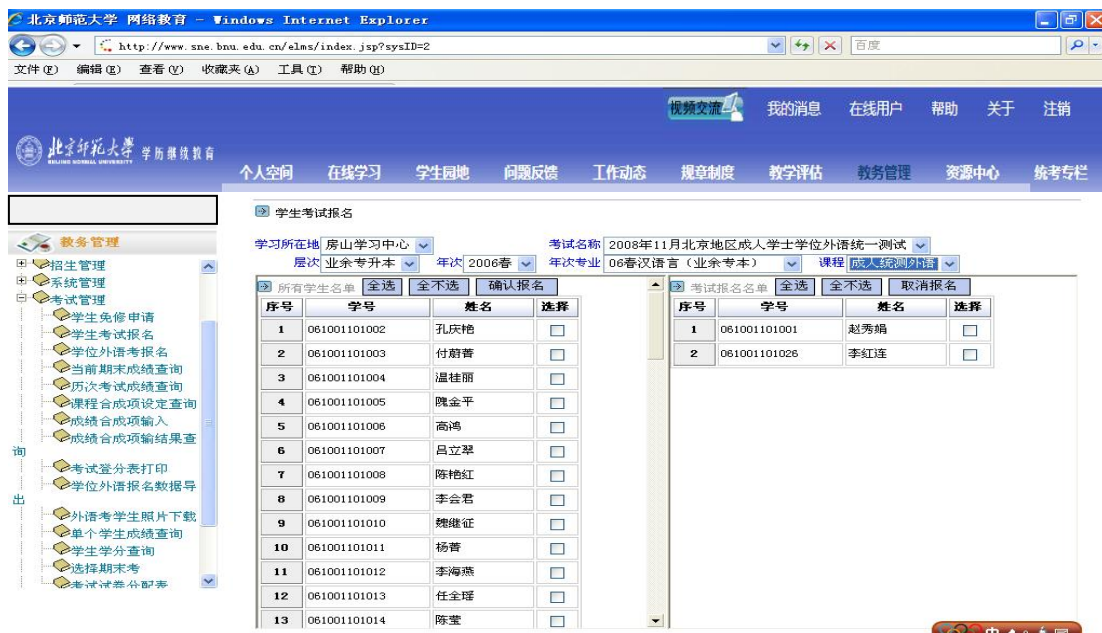 北京师范大学 网络教育 - Windows Internet Explorer
http://www.sne.bnu.edu.cn/elms/index.jsp?sysID=2
百度
文件(F) 编辑(E) 查看(V) 收藏夹(A) 工具(T) 帮助(H)
视频交流 我的消息 在线用户 帮助 关于 注销
北京师范大学 学历继续教育
BEIJING NORMAL UNIVERSITY
个人空间 在线学习 学生园地 问题反馈 工作动态 规章制度 教学评估 教务管理 资源中心 统考专栏
教务管理
招生管理
系统管理
考试管理
学生免修申请
学生考试报名
学位外语考报名
当前期末成绩查询
历次考试成绩查询
课程合成项设定查询
成绩合成项输入
成绩合成项输结果查
询
考试登分表打印
学位外语报名数据导
出
外语考学生照片下载
单个学生成绩查询
学生学分查询
选择期末考
考试试卷分配表
学生考试报名
学习所在地 房山学习中心 考试名称 2008年11月北京地区成人学士学位外语统一测试
层次 业余专升本 年次 2006春 年次专业 06春汉语言（业余专本） 课程 成人统测外语
所有学生名单 全选 全不选 确认报名
序号 学号 姓名 选择
1 061001101002 孔庆艳
2 061001101003 付蔚菁
3 061001101004 温桂丽
4 061001101005 隗金平
5 061001101006 高鸿
6 061001101007 吕立翠
7 061001101008 陈艳红
8 061001101009 李会君
9 061001101010 魏继征
10 061001101011 杨菁
11 061001101012 李海燕
12 061001101013 任全瑶
13 061001101014 陈莹
考试报名名单 全选 全不选 取消报名
序号 学号 姓名 选择
1 061001101001 赵秀娟
2 061001101026 李红连